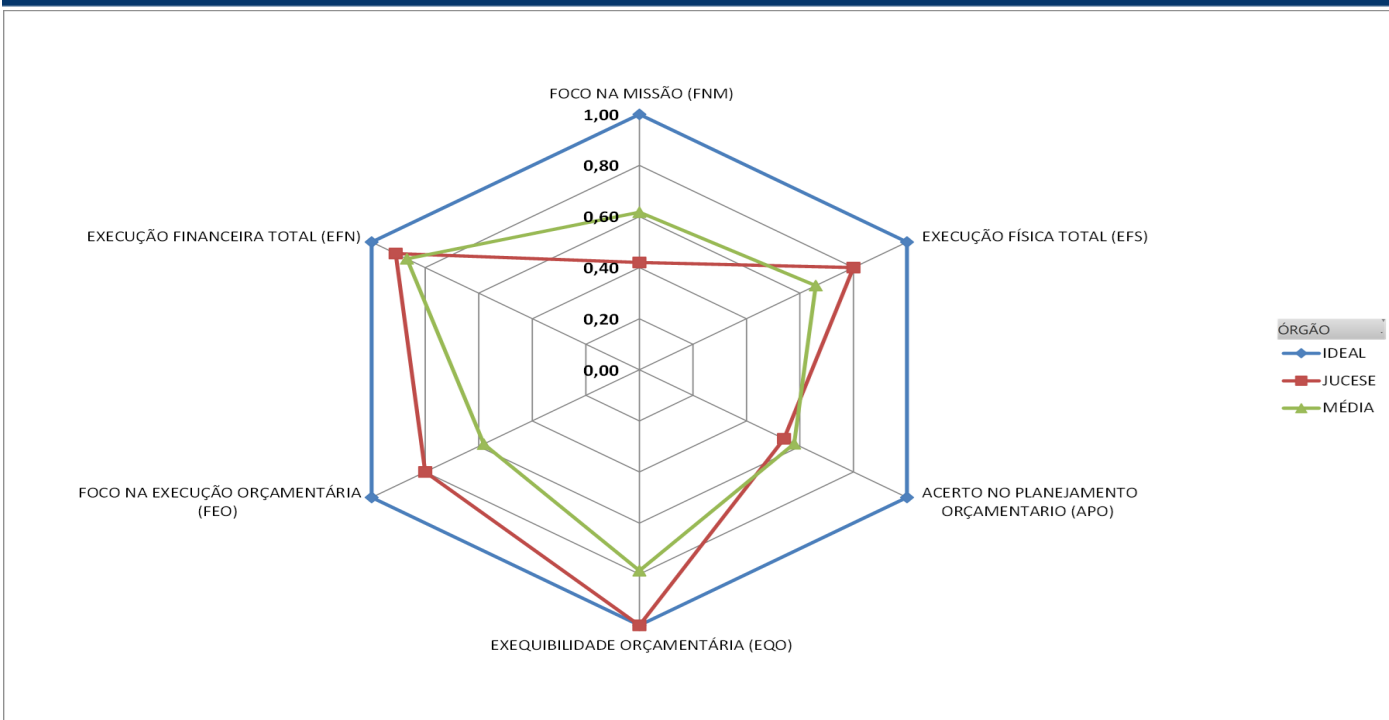 FOCO NA MISSÃO (FNM)
1,00
0,80
0,60
0,40
0,20
0,00
EXECUÇÃO FINANCEIRA TOTAL (EFN)
EXECUÇÃO FÍSICA TOTAL (EFS)
FOCO NA EXECUÇÃO ORÇAMENTÁRIA
(FEO)
ACERTO NO PLANEJAMENTO
ORÇAMENTARIO (APO)
EXEQUIBILIDADE ORÇAMENTÁRIA (EQO)
ÓRGÃO
IDEAL
JUCESE
MÉDIA